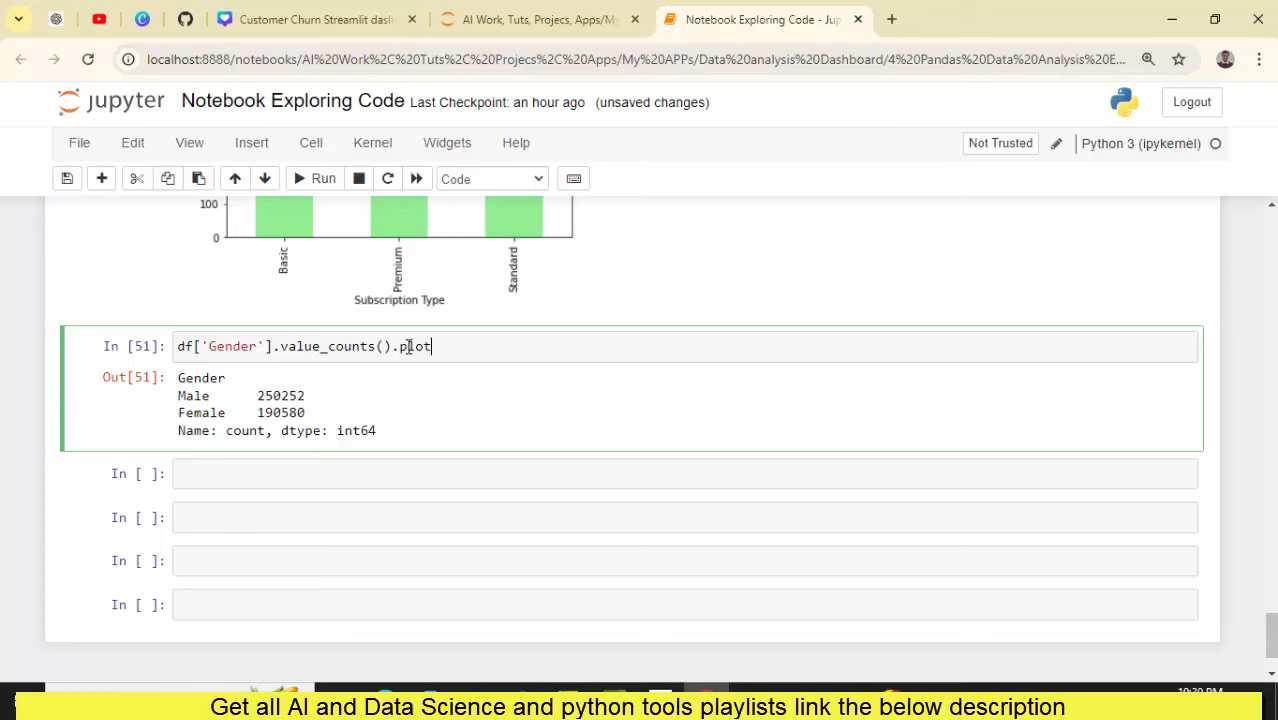 Customer Churn Streamlit dash
AI Work, Tuts, Projecs, Apps/My
Notebook Exploring Code - Jup
localhost:8888/notebooks/AI%20Work%2C%20Tuts%2C%20Projecs%2C%20Apps/My%20APPs/Data%20analysis%20Dashboard/4%20Pandas%20Data%20Analysis%20E...
jupyter Notebook Exploring Code Last Checkpoint: an hour ago (unsaved changes) Logout
File Edit View Insert Cell Kernel Widgets Help Not Trusted Python 3 (ipykernel)
Run Code
100
0
Basic
Premium
Standard
Subscription Type
In [51]: df['Gender'].value_counts().plot
Out[51]: Gender
Male 250252
Female 190580
Name: count, dtype: int64
In [ ]:
In [ ]:
In [ ]:
In [ ]:
Get all AI and Data Science and python tools playlists link the below description